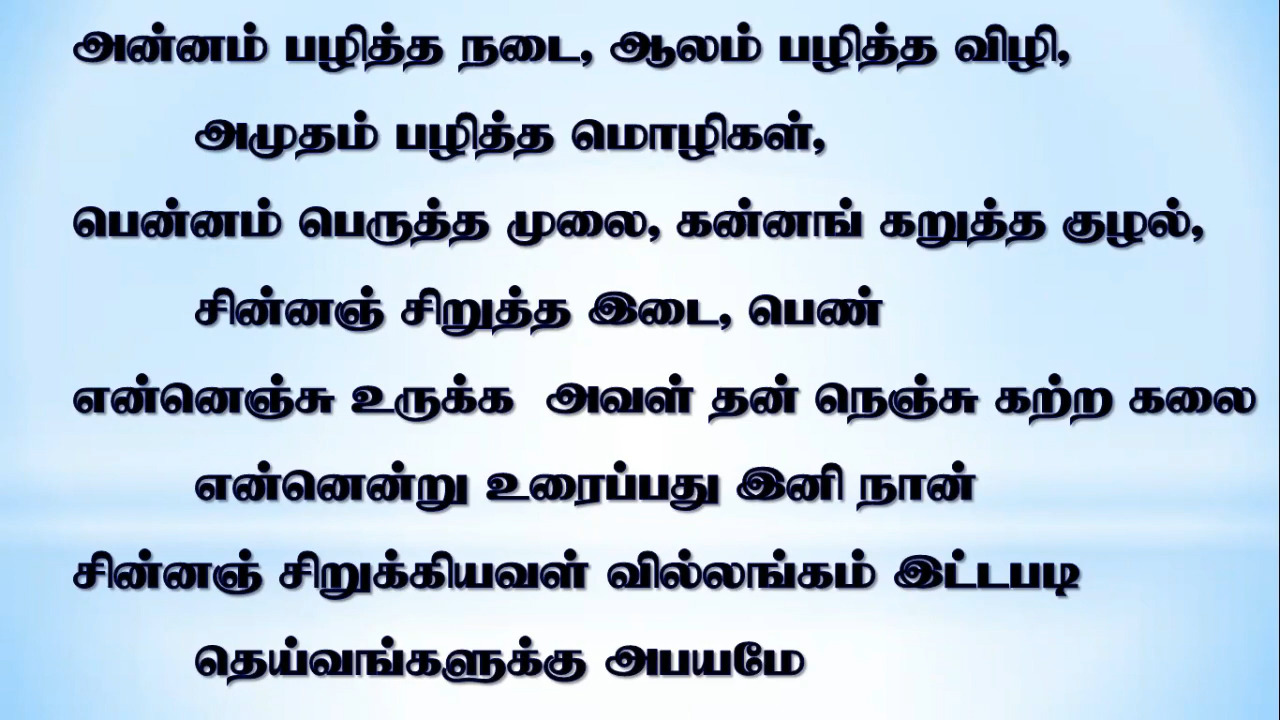 அன்னம் பழித்த நடை, ஆலம் பழித்த விழி,
அமுதம் பழித்த மொழிகள்,
பென்னம் பெருத்த முலை, கன்னங் கறுத்த குழல்,
சின்னஞ் சிறுத்த இடை, பெண்
என்னெஞ்சு உருக்க அவள் தன் நெஞ்சு கற்ற கலை
என்னென்று உரைப்பது இனி நான்
சின்னஞ் சிறுக்கியவள் வில்லங்கம் இட்டபடி
தெய்வங்களுக்கு அபயமே